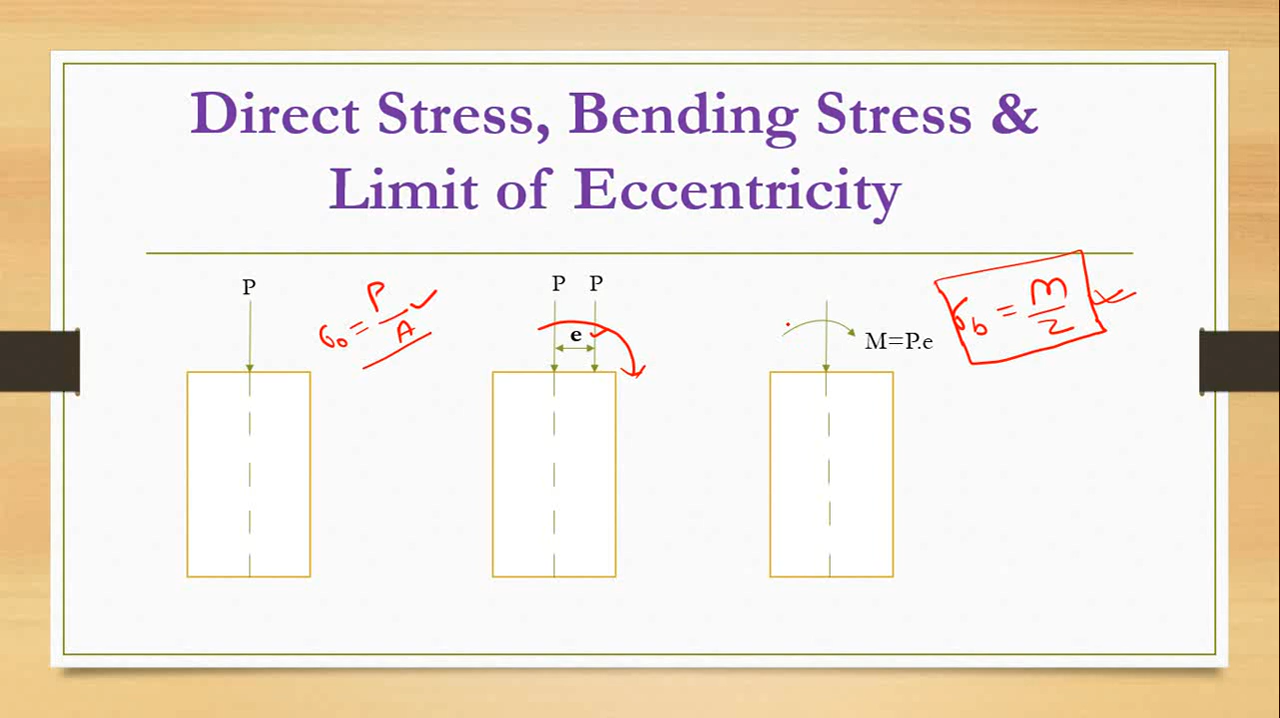 Direct Stress, Bending Stress &
Limit of Eccentricity
P
σ₀ = P/A
P P
e
M=P.e
σb = M/Z